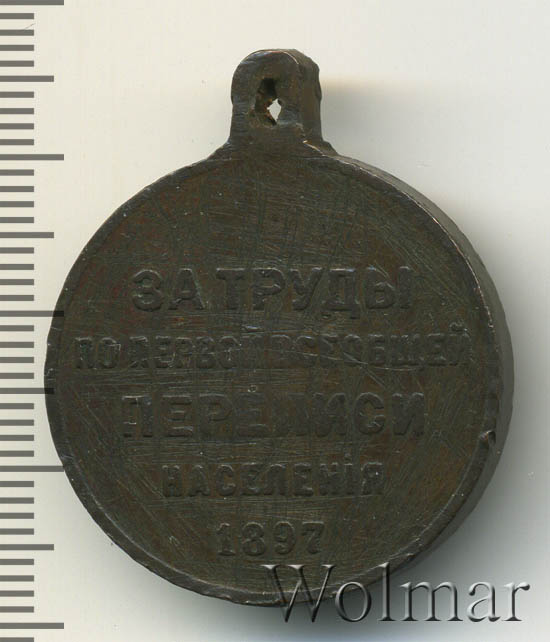 ЗА ТРУДЫ
ПО ПЕРВОЙ ВСЕОБЩЕЙ
ПЕРЕПИСИ
НАСЕЛЕНІЯ
1897
Wolmar